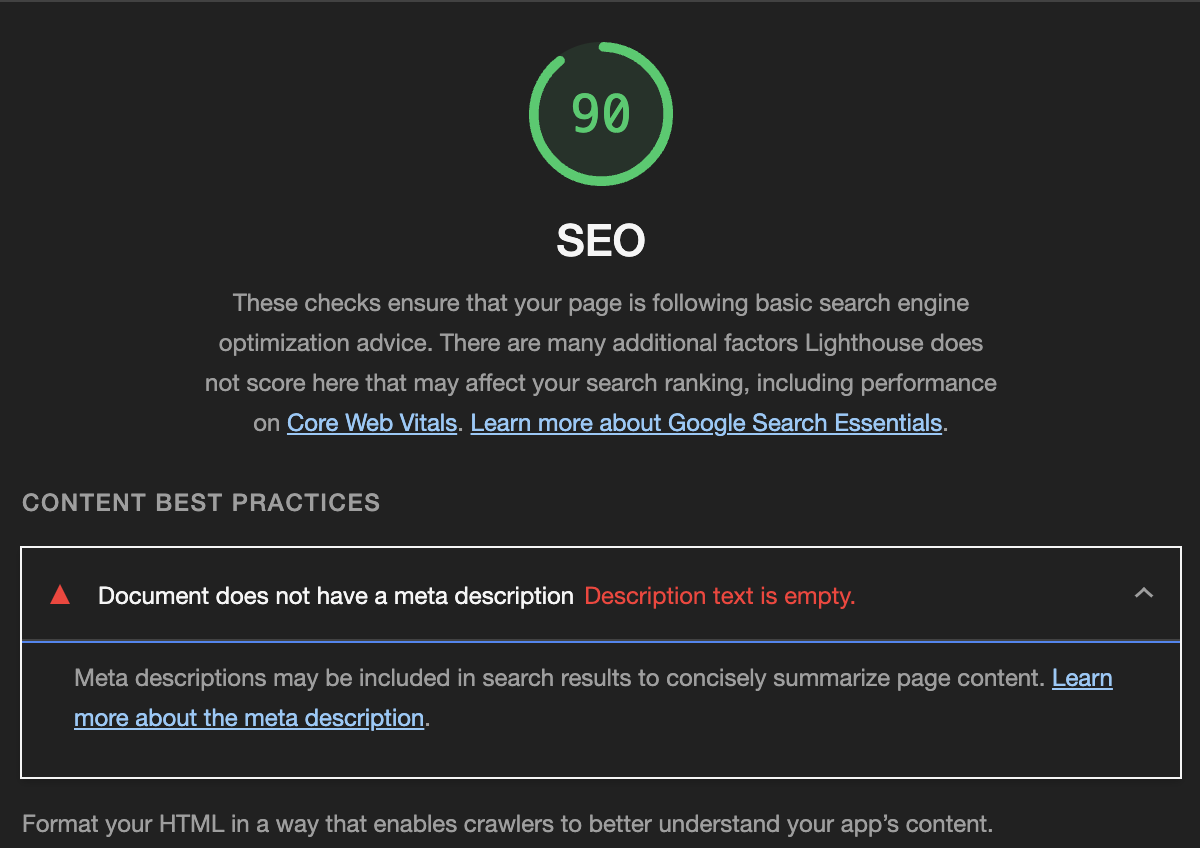 90
SEO
These checks ensure that your page is following basic search engine
optimization advice. There are many additional factors Lighthouse does
not score here that may affect your search ranking, including performance
on Core Web Vitals. Learn more about Google Search Essentials.
CONTENT BEST PRACTICES
Document does not have a meta description Description text is empty.
Meta descriptions may be included in search results to concisely summarize page content. Learn
more about the meta description.
Format your HTML in a way that enables crawlers to better understand your app’s content.